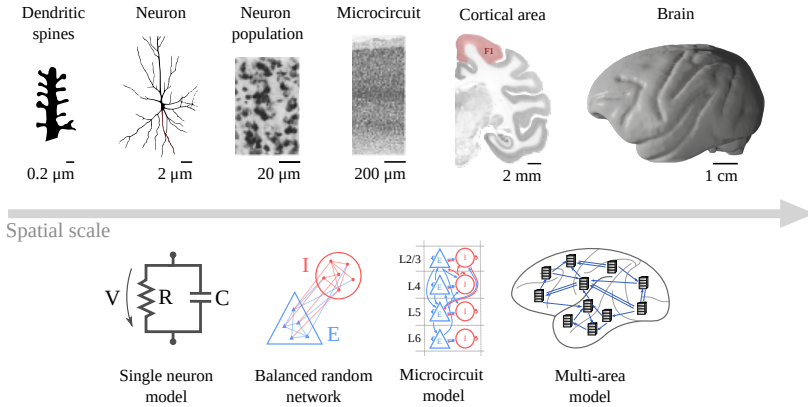 Dendritic
spines
Neuron
Neuron
population
Microcircuit
Cortical area
Brain
F1
0.2 μm
2 μm
20 μm
200 μm
2 mm
1 cm
Spatial scale
V
R
C
I
E
L2/3
E
I
L4
E
I
L5
E
I
L6
E
I
Single neuron
model
Balanced random
network
Microcircuit
model
Multi-area
model